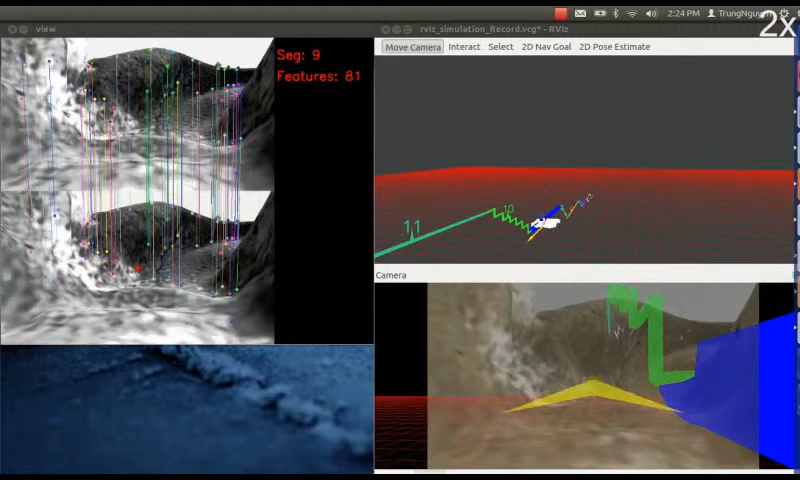 2:24 PM TrungNguy
2x
view
rviz_simulation_Record.vcg* - RViz
Move Camera Interact Select 2D Nav Goal 2D Pose Estimate
Seg: 9
Features: 81
10
11
Camera